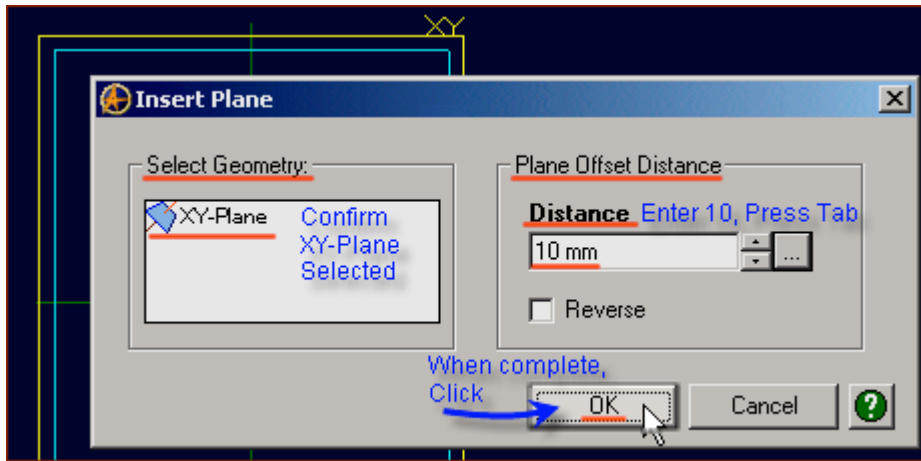 XY
Insert Plane
Select Geometry:
XY-Plane
Confirm
XY-Plane
Selected
Plane Offset Distance
Distance Enter 10, Press Tab
10 mm
...
Reverse
When complete,
Click
OK
Cancel
?